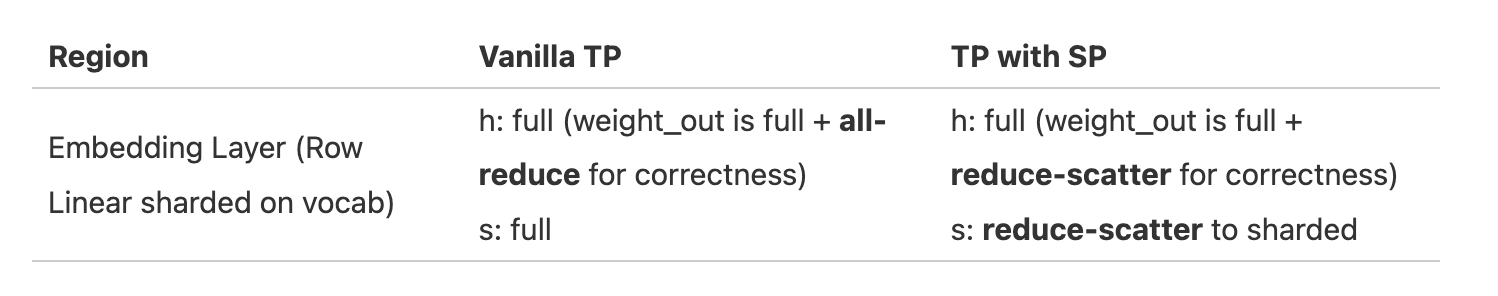 Region Vanilla TP TP with SP
Embedding Layer (Row
Linear sharded on vocab)
h: full (weight_out is full + all-
reduce for correctness)
s: full
h: full (weight_out is full +
reduce-scatter for correctness)
s: reduce-scatter to sharded